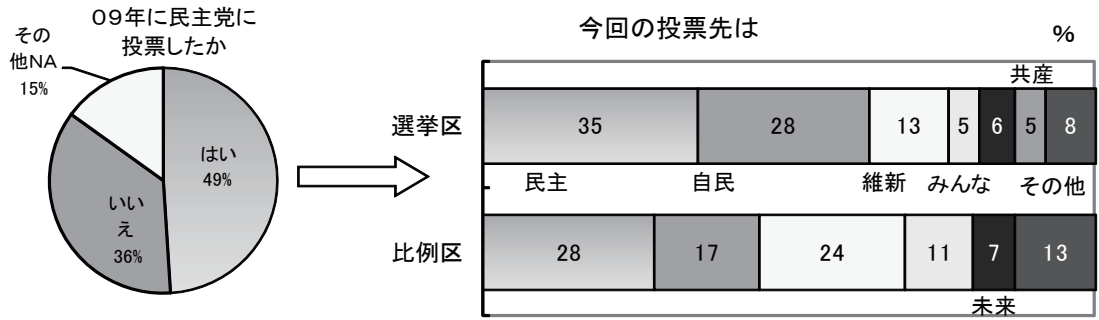 09年に民主党に
投票したか
その
他NA
15%
はい
49%
いい
え
36%
今回の投票先は
%
共産
選挙区
35 28 13 5 6 5 8
民主 自民 維新 みんな その他
比例区
28 17 24 11 7 13
未来